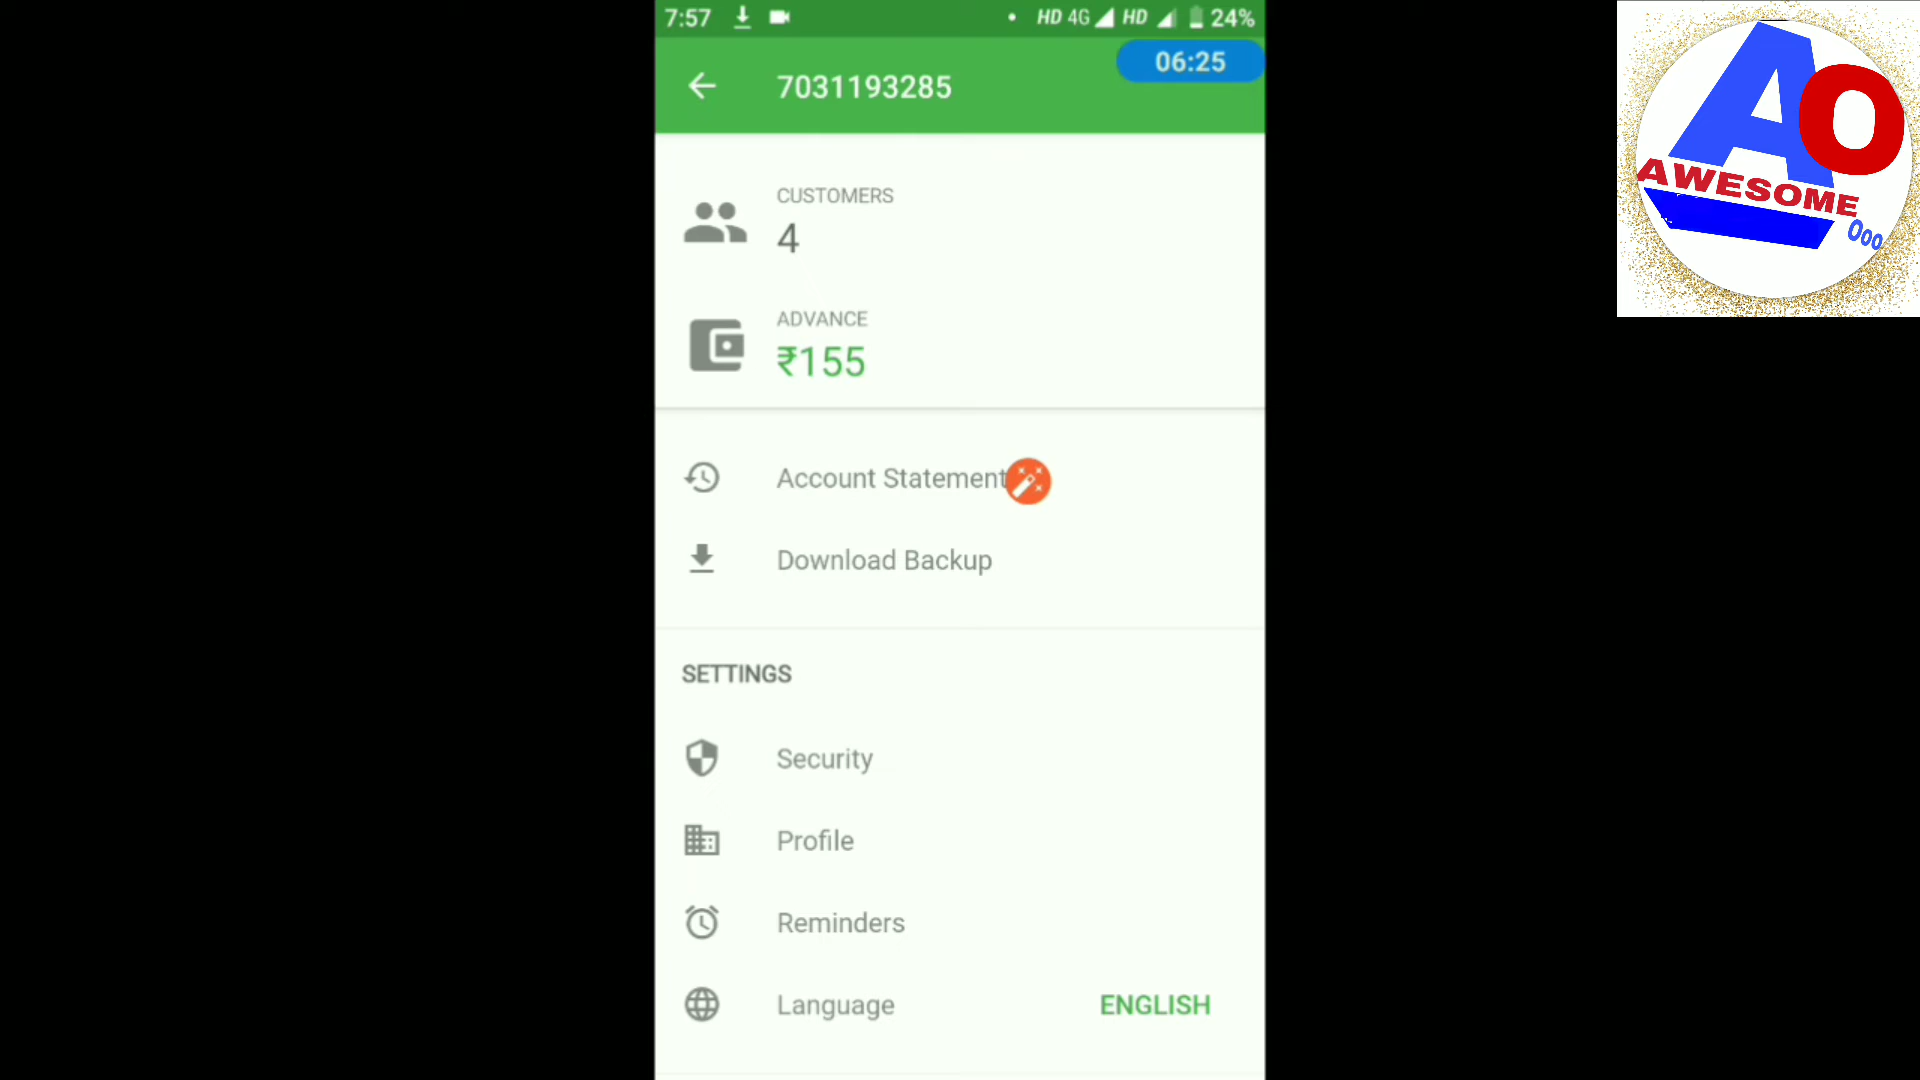 7:57 HD 4G HD 24%
06:25
7031193285
CUSTOMERS
4
ADVANCE
₹155
Account Statement
Download Backup
SETTINGS
Security
Profile
Reminders
Language ENGLISH
AO
AWESOME
Ooo